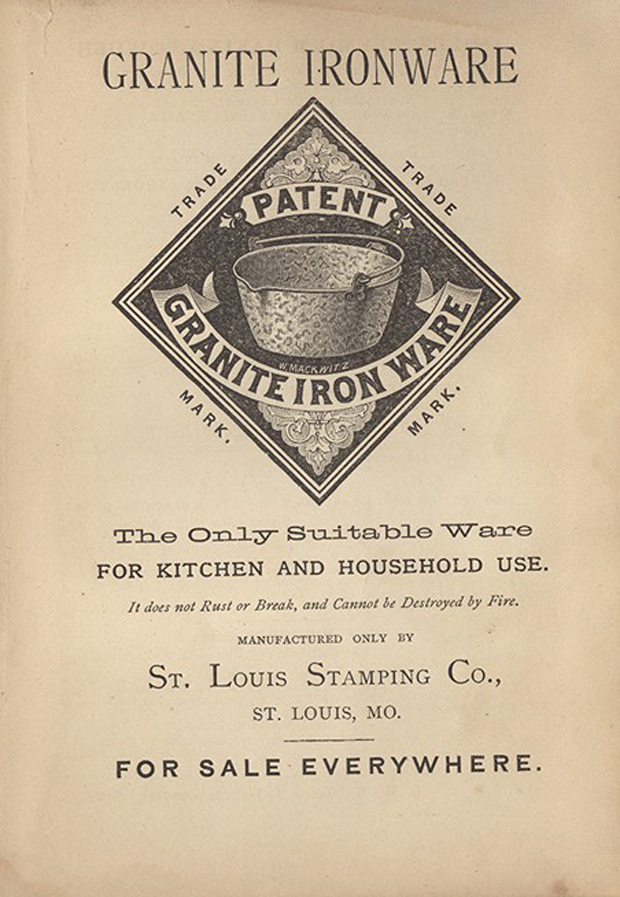 GRANITE IRONWARE
TRADE
TRADE
PATENT
W. MACKWITZ
GRANITE IRON WARE
MARK.
MARK.
The Only Suitable Ware
FOR KITCHEN AND HOUSEHOLD USE.
It does not Rust or Break, and Cannot be Destroyed by Fire.
MANUFACTURED ONLY BY
ST. LOUIS STAMPING CO.,
ST. LOUIS, MO.
FOR SALE EVERYWHERE.